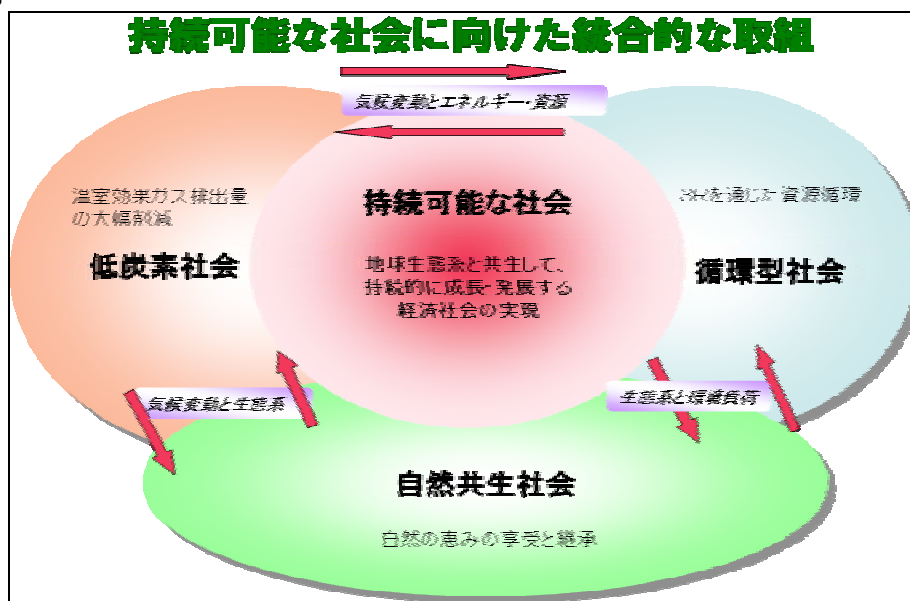 持続可能な社会に向けた統合的な取組
気候変動とエネルギー・資源
温室効果ガス排出量
の大幅削減
低炭素社会
持続可能な社会
地球生態系と共生して、
持続的に成長・発展する
経済社会の実現
3Rを通じた資源循環
循環型社会
気候変動と生態系
生態系と環境負荷
自然共生社会
自然の恵みの享受と継承